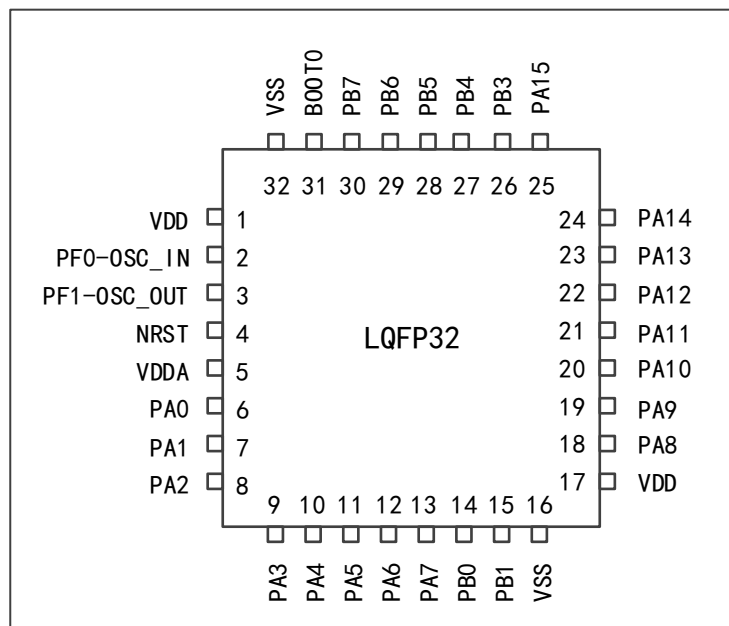 VSS
BOOT0
PB7
PB6
PB5
PB4
PB3
PA15
32 31 30 29 28 27 26 25
VDD 1
PF0-OSC_IN 2
PF1-OSC_OUT 3
NRST 4
VDDA 5
PA0 6
PA1 7
PA2 8
LQFP32
24 PA14
23 PA13
22 PA12
21 PA11
20 PA10
19 PA9
18 PA8
17 VDD
9 10 11 12 13 14 15 16
PA3
PA4
PA5
PA6
PA7
PB0
PB1
VSS